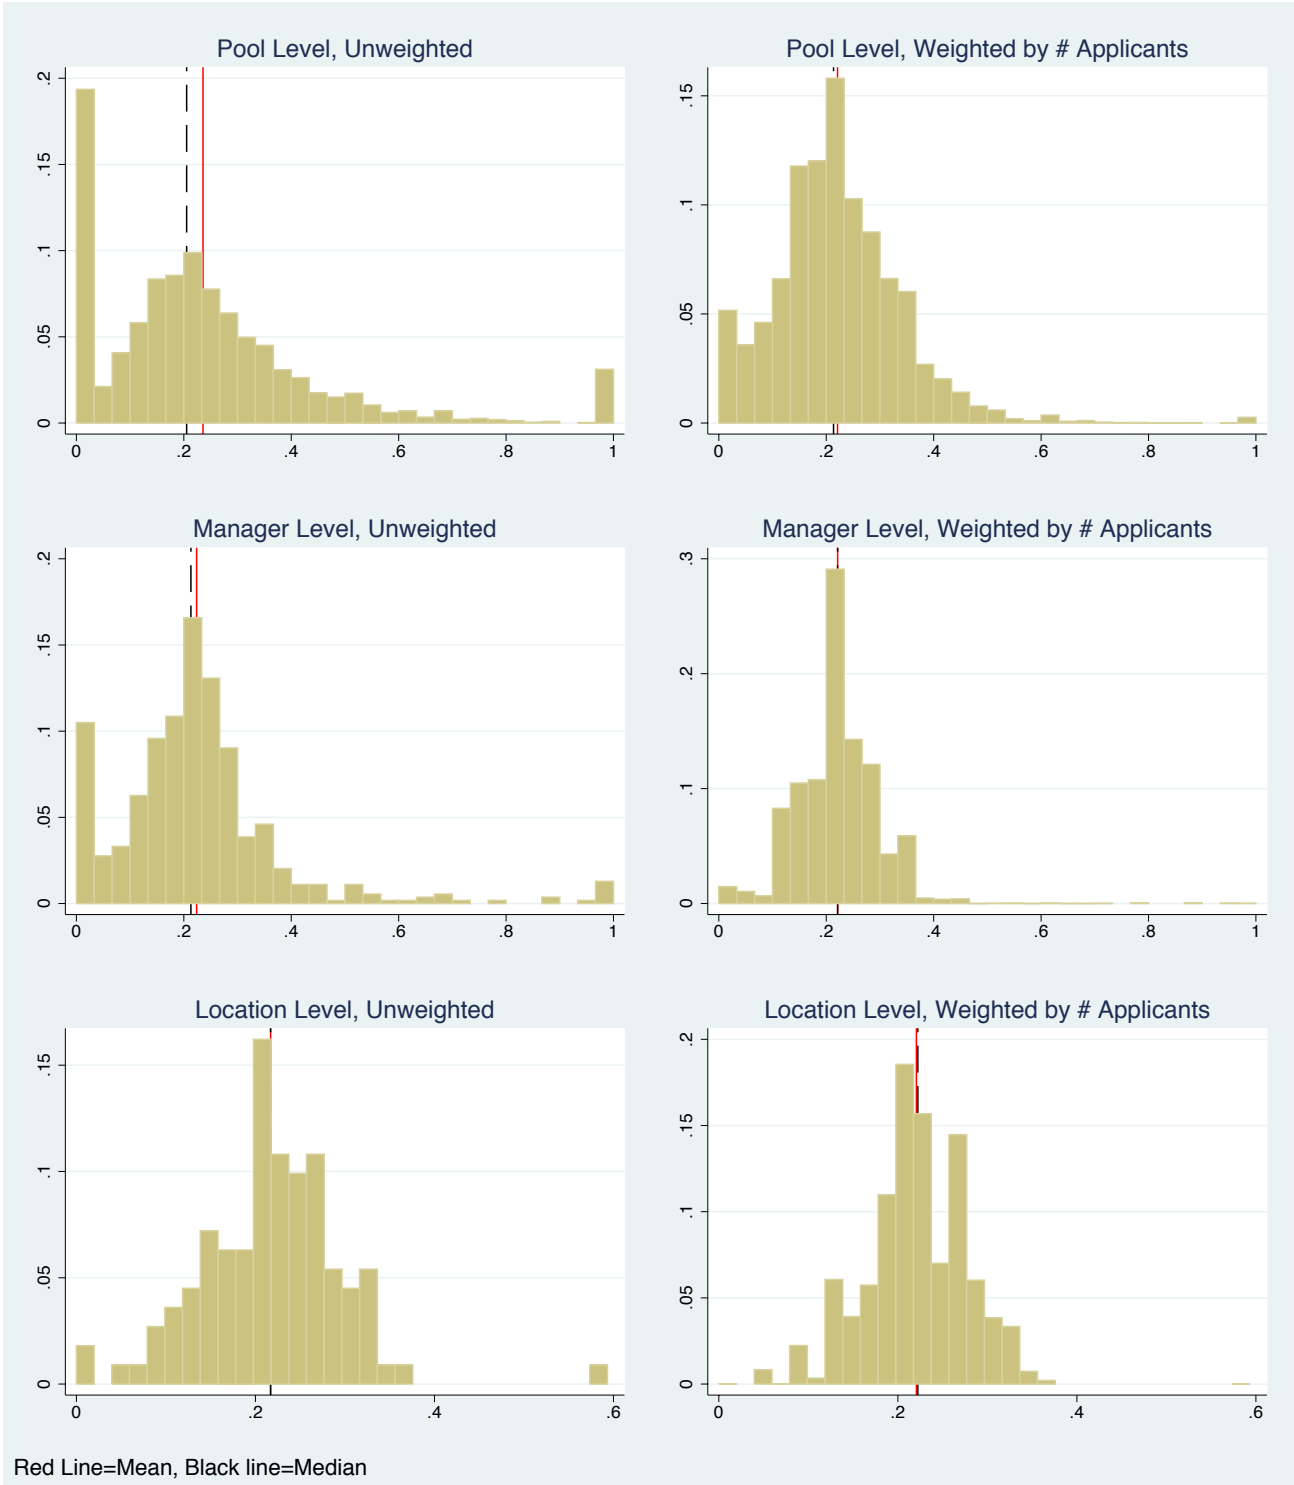 Pool Level, Unweighted
.2
.15
.1
.05
0
0 .2 .4 .6 .8 1
Pool Level, Weighted by # Applicants
.15
.1
.05
0
0 .2 .4 .6 .8 1
Manager Level, Unweighted
.2
.15
.1
.05
0
0 .2 .4 .6 .8 1
Manager Level, Weighted by # Applicants
.3
.2
.1
0
0 .2 .4 .6 .8 1
Location Level, Unweighted
.15
.1
.05
0
0 .2 .4 .6
Location Level, Weighted by # Applicants
.2
.15
.1
.05
0
0 .2 .4 .6
Red Line=Mean, Black line=Median